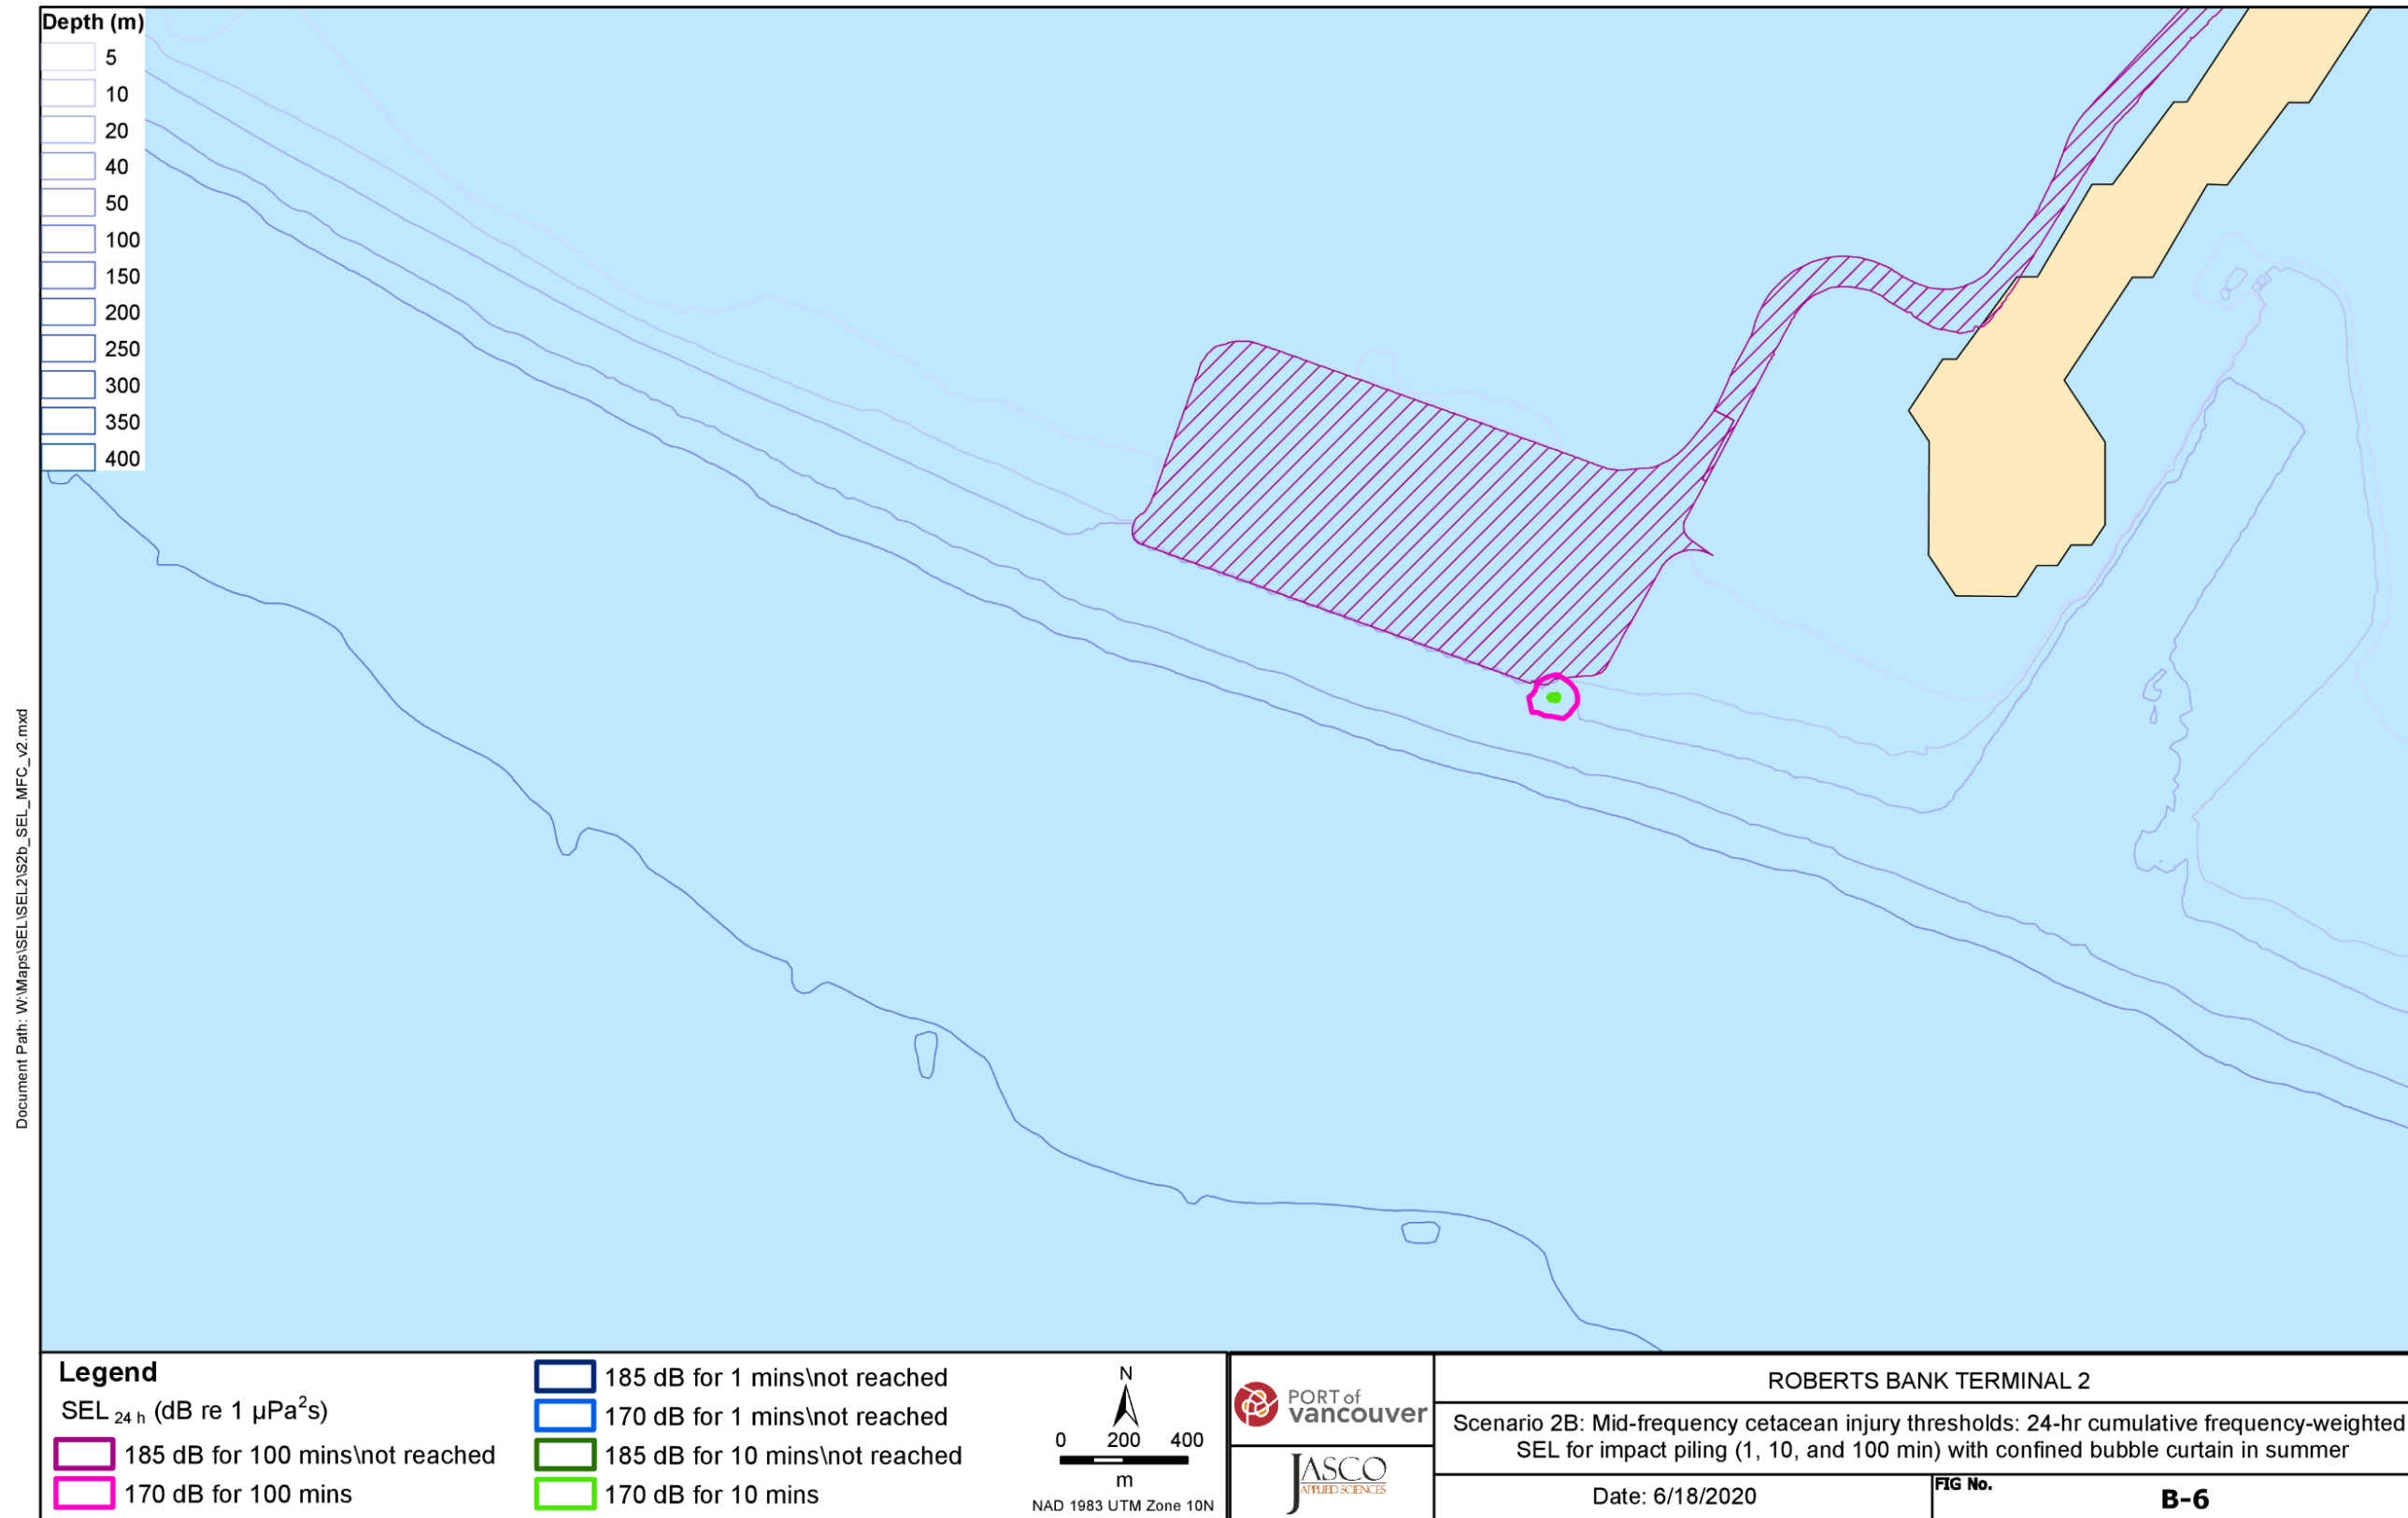 Depth (m)
5
10
20
40
50
100
150
200
250
300
350
400
Document Path: W:\Maps\SEL\SEL2\S2b_SEL_MFC_v2.mxd
Legend
SEL 24 h (dB re 1 µPa²s)
185 dB for 100 mins\not reached
170 dB for 100 mins
185 dB for 1 mins\not reached
170 dB for 1 mins\not reached
185 dB for 10 mins\not reached
170 dB for 10 mins
N
0 200 400
m
NAD 1983 UTM Zone 10N
PORT of
vancouver
JASCO
APPLIED SCIENCES
ROBERTS BANK TERMINAL 2
Scenario 2B: Mid-frequency cetacean injury thresholds: 24-hr cumulative frequency-weighted
SEL for impact piling (1, 10, and 100 min) with confined bubble curtain in summer
Date: 6/18/2020
FIG No.
B-6